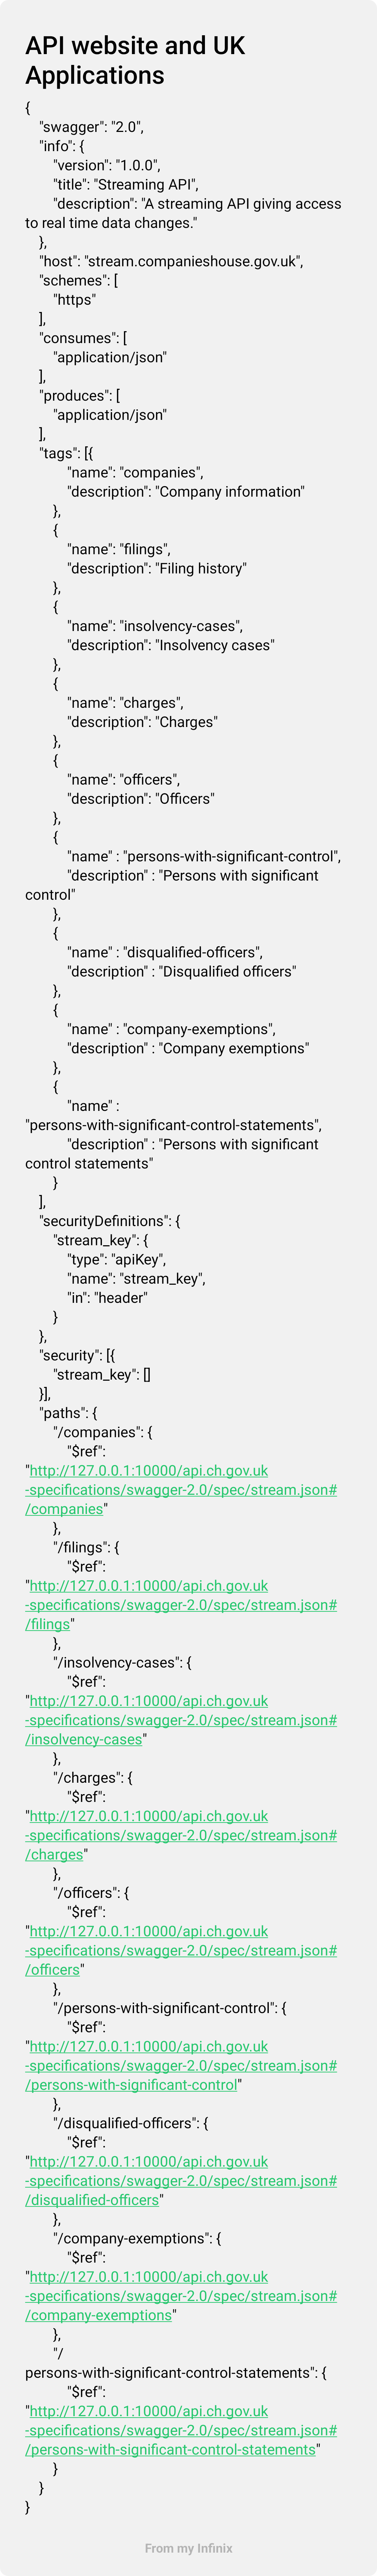 API website and UK
Applications
{
"swagger": "2.0",
"info": {
"version": "1.0.0",
"title": "Streaming API",
"description": "A streaming API giving access
to real time data changes."
},
"host": "stream.companieshouse.gov.uk",
"schemes": [
"https"
],
"consumes": [
"application/json"
],
"produces": [
"application/json"
],
"tags": [{
"name": "companies",
"description": "Company information"
},
{
"name": "filings",
"description": "Filing history"
},
{
"name": "insolvency-cases",
"description": "Insolvency cases"
},
{
"name": "charges",
"description": "Charges"
},
{
"name": "officers",
"description": "Officers"
},
{
"name" : "persons-with-significant-control",
"description" : "Persons with significant
control"
},
{
"name" : "disqualified-officers",
"description" : "Disqualified officers"
},
{
"name" : "company-exemptions",
"description" : "Company exemptions"
},
{
"name" :
"persons-with-significant-control-statements",
"description" : "Persons with significant
control statements"
}
],
"securityDefinitions": {
"stream_key": {
"type": "apiKey",
"name": "stream_key",
"in": "header"
}
},
"security": [{
"stream_key": []
}],
"paths": {
"/companies": {
"$ref":
"http://127.0.0.1:10000/api.ch.gov.uk
-specifications/swagger-2.0/spec/stream.json#
/companies"
},
"/filings": {
"$ref":
"http://127.0.0.1:10000/api.ch.gov.uk
-specifications/swagger-2.0/spec/stream.json#
/filings"
},
"/insolvency-cases": {
"$ref":
"http://127.0.0.1:10000/api.ch.gov.uk
-specifications/swagger-2.0/spec/stream.json#
/insolvency-cases"
},
"/charges": {
"$ref":
"http://127.0.0.1:10000/api.ch.gov.uk
-specifications/swagger-2.0/spec/stream.json#
/charges"
},
"/officers": {
"$ref":
"http://127.0.0.1:10000/api.ch.gov.uk
-specifications/swagger-2.0/spec/stream.json#
/officers"
},
"/persons-with-significant-control": {
"$ref":
"http://127.0.0.1:10000/api.ch.gov.uk
-specifications/swagger-2.0/spec/stream.json#
/persons-with-significant-control"
},
"/disqualified-officers": {
"$ref":
"http://127.0.0.1:10000/api.ch.gov.uk
-specifications/swagger-2.0/spec/stream.json#
/disqualified-officers"
},
"/company-exemptions": {
"$ref":
"http://127.0.0.1:10000/api.ch.gov.uk
-specifications/swagger-2.0/spec/stream.json#
/company-exemptions"
},
"/
persons-with-significant-control-statements": {
"$ref":
"http://127.0.0.1:10000/api.ch.gov.uk
-specifications/swagger-2.0/spec/stream.json#
/persons-with-significant-control-statements"
}
}
}
From my Infinix